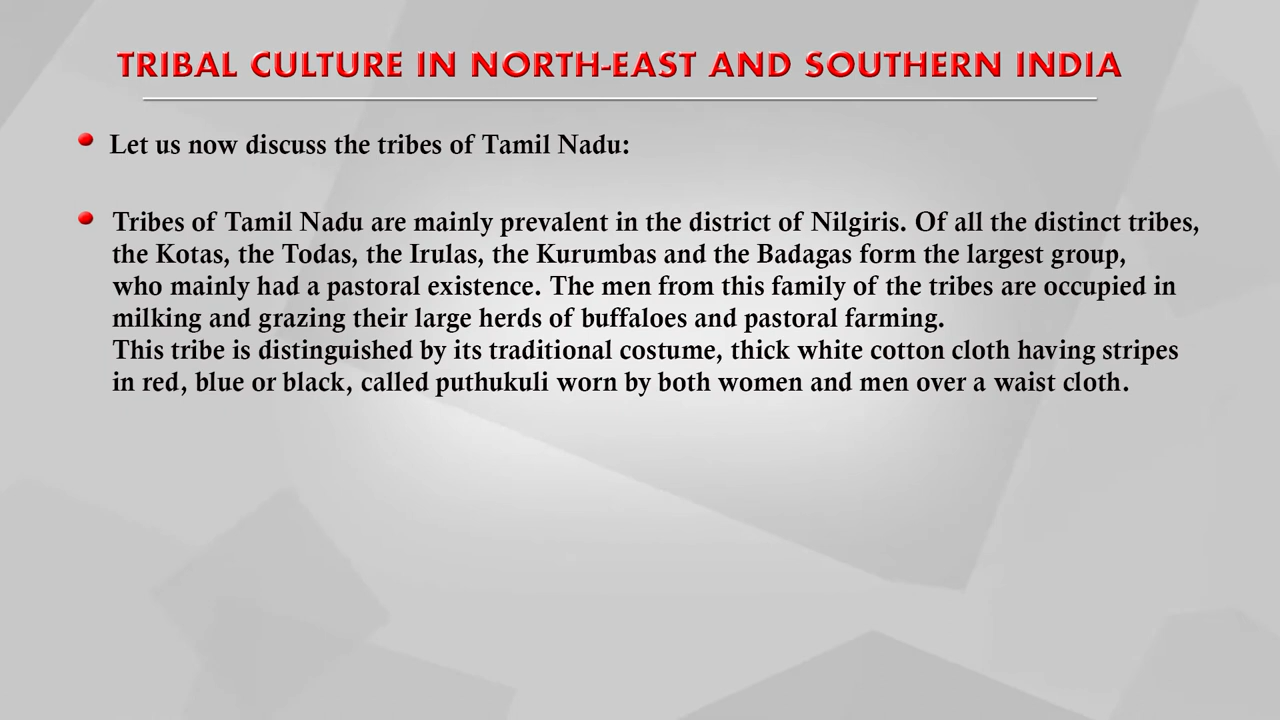 TRIBAL CULTURE IN NORTH-EAST AND SOUTHERN INDIA
Let us now discuss the tribes of Tamil Nadu:
Tribes of Tamil Nadu are mainly prevalent in the district of Nilgiris. Of all the distinct tribes,
the Kotas, the Todas, the Irulas, the Kurumbas and the Badagas form the largest group,
who mainly had a pastoral existence. The men from this family of the tribes are occupied in
milking and grazing their large herds of buffaloes and pastoral farming.
This tribe is distinguished by its traditional costume, thick white cotton cloth having stripes
in red, blue or black, called puthukuli worn by both women and men over a waist cloth.